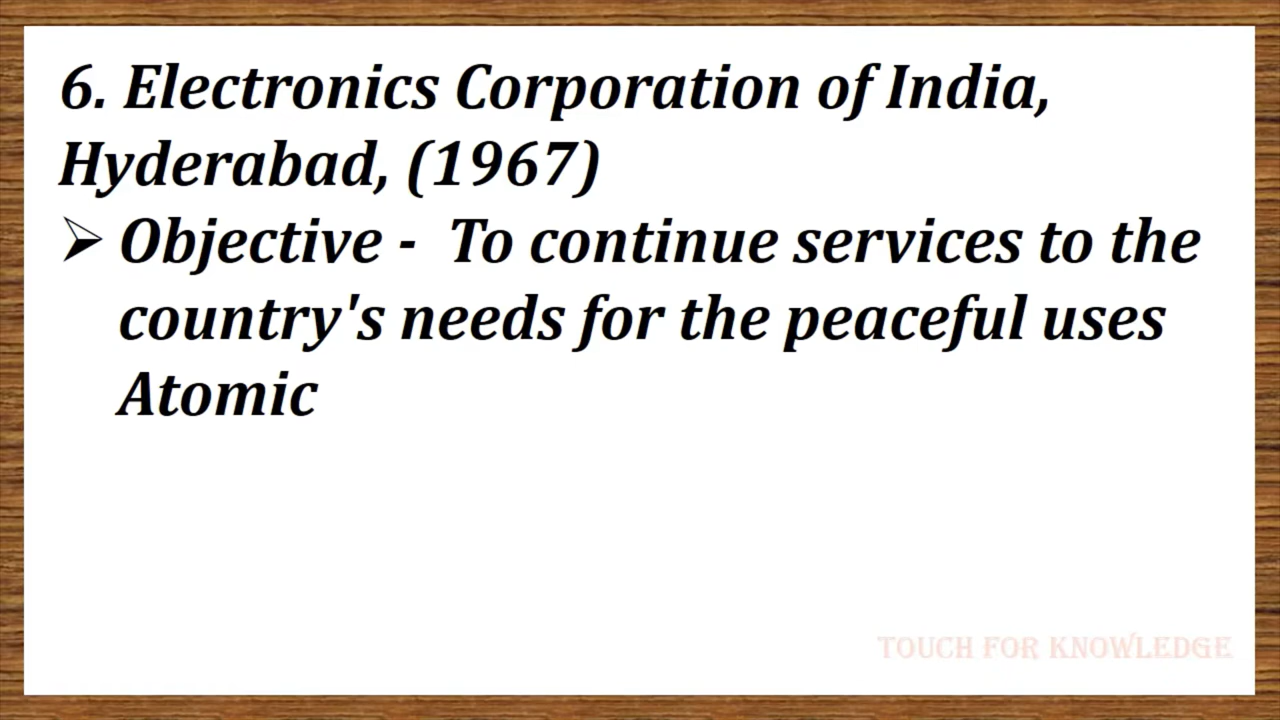 6. Electronics Corporation of India,
Hyderabad, (1967)
➢ Objective - To continue services to the
country's needs for the peaceful uses
Atomic
TOUCH FOR KNOWLEDGE